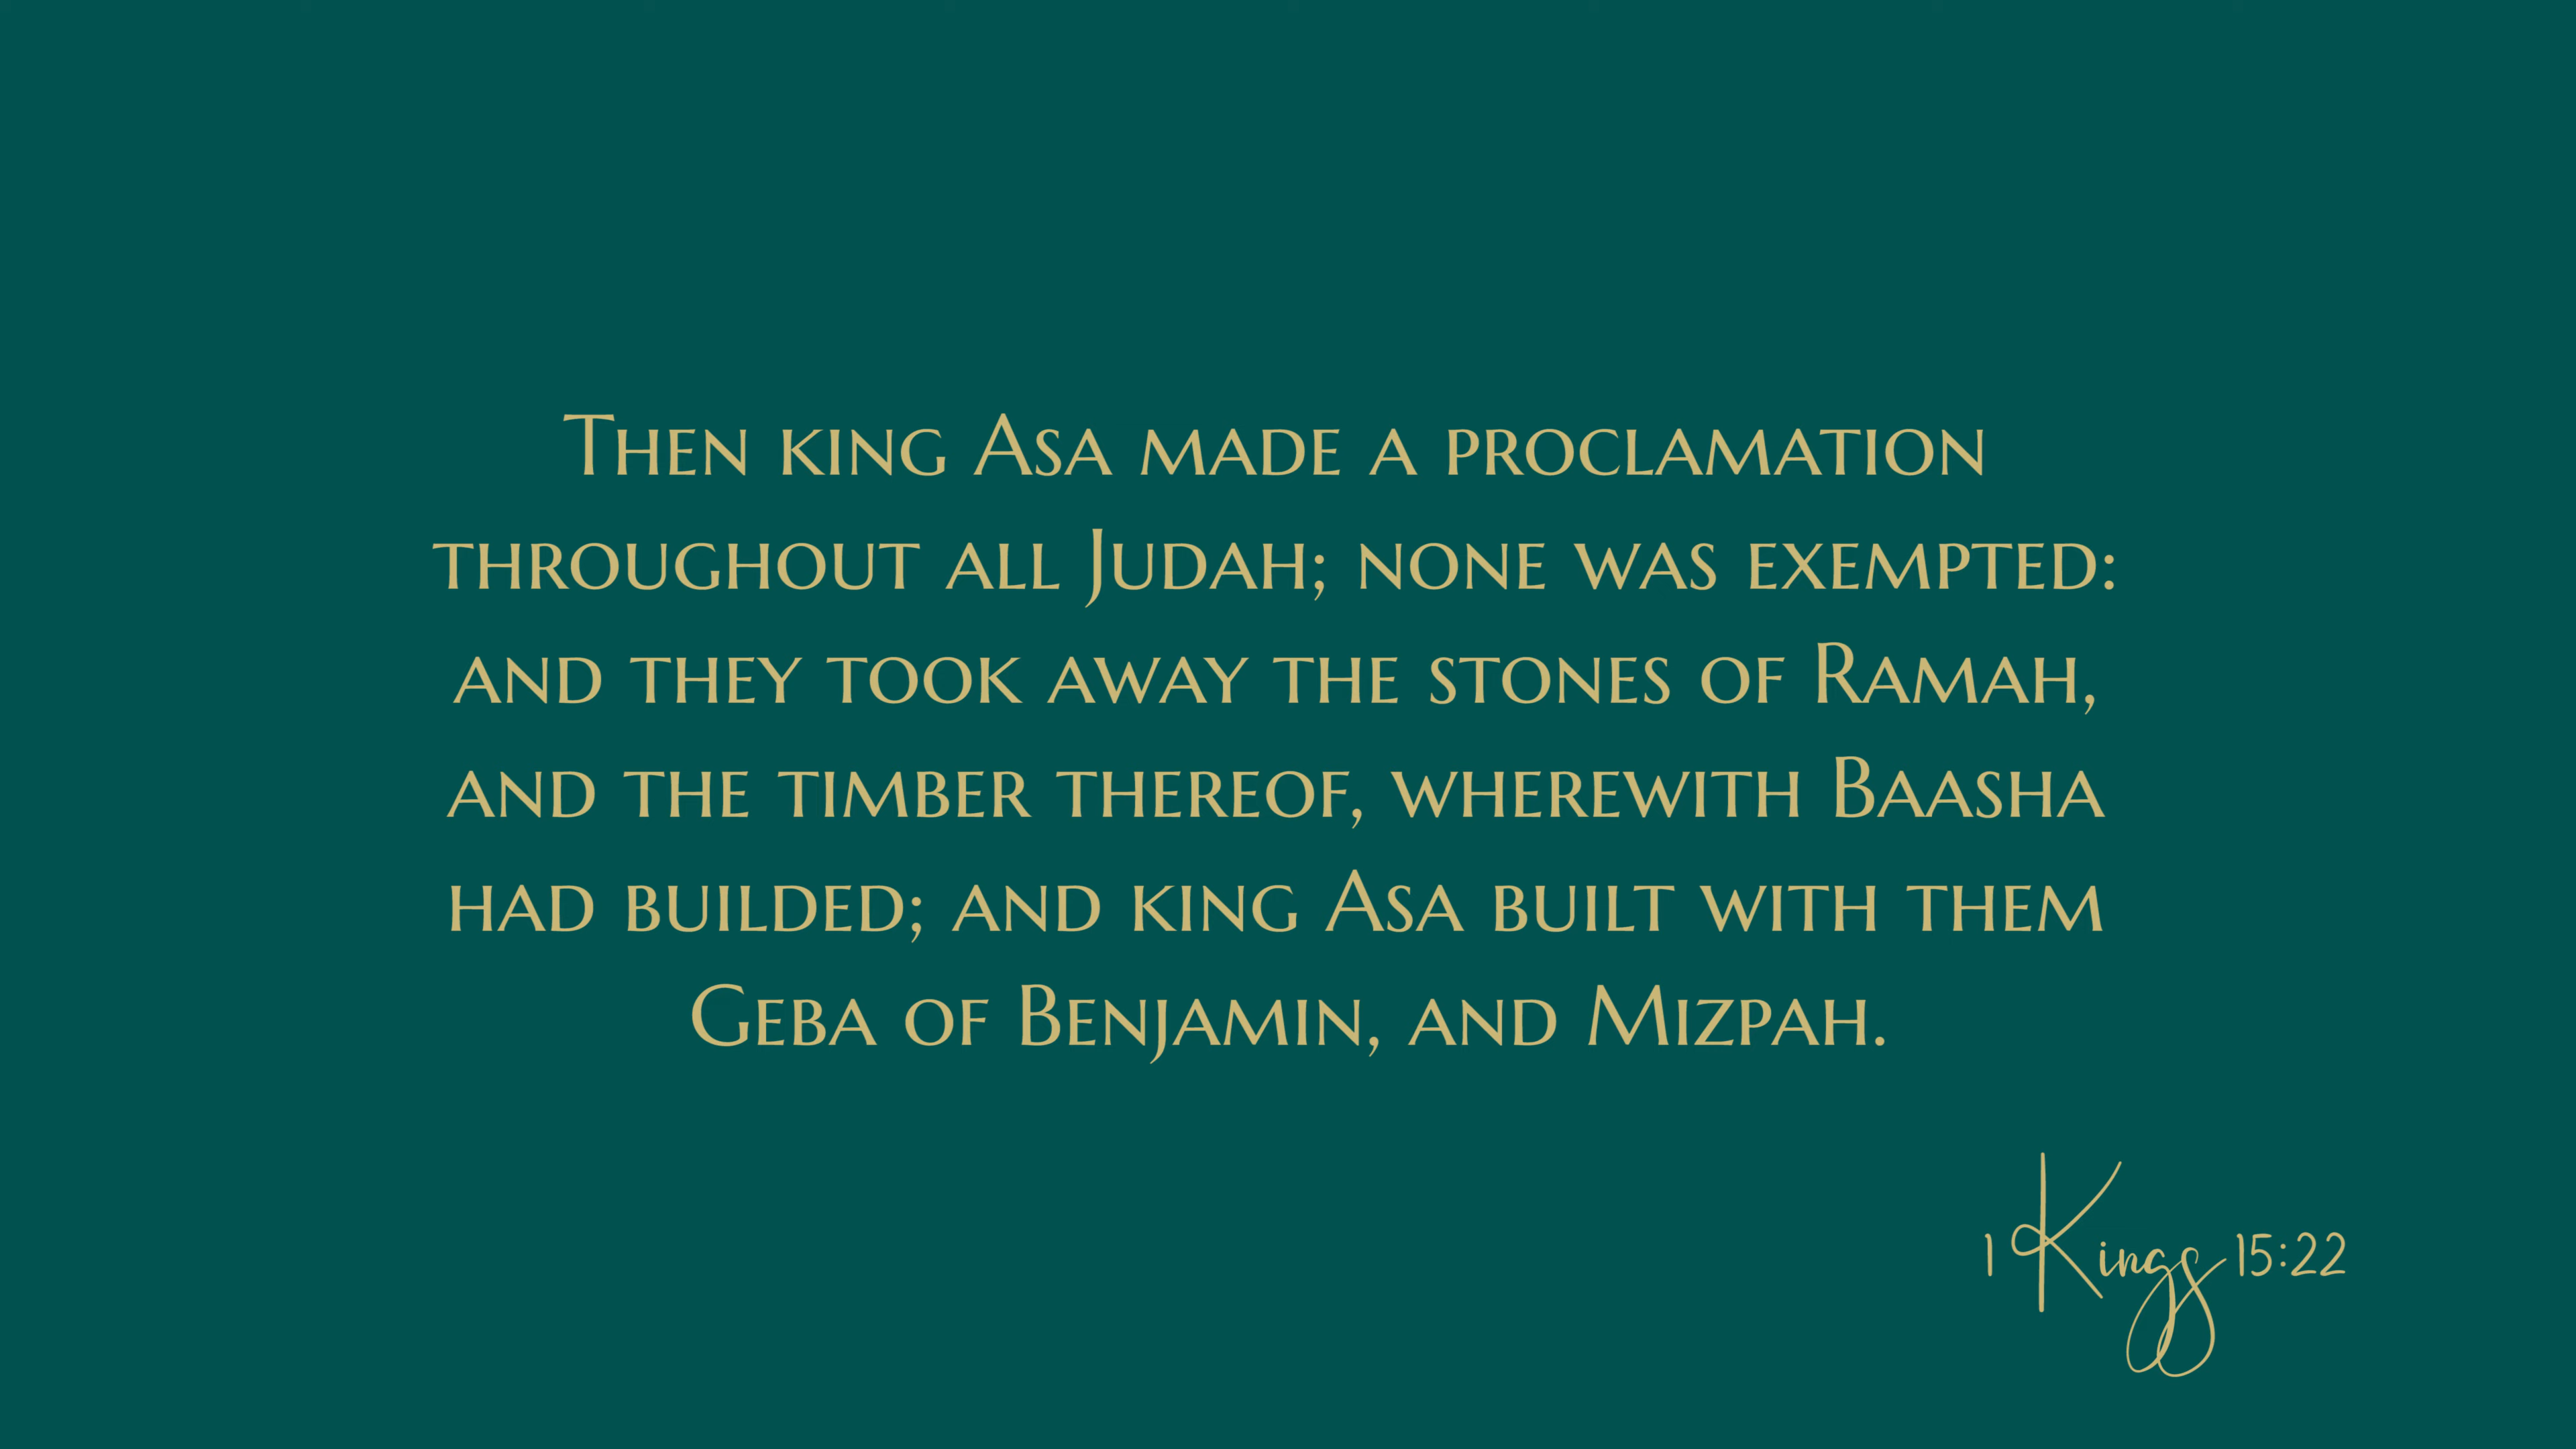 Then king Asa made a proclamation
throughout all Judah; none was exempted:
and they took away the stones of Ramah,
and the timber thereof, wherewith Baasha
had builded; and king Asa built with them
Geba of Benjamin, and Mizpah.
1 Kings 15:22